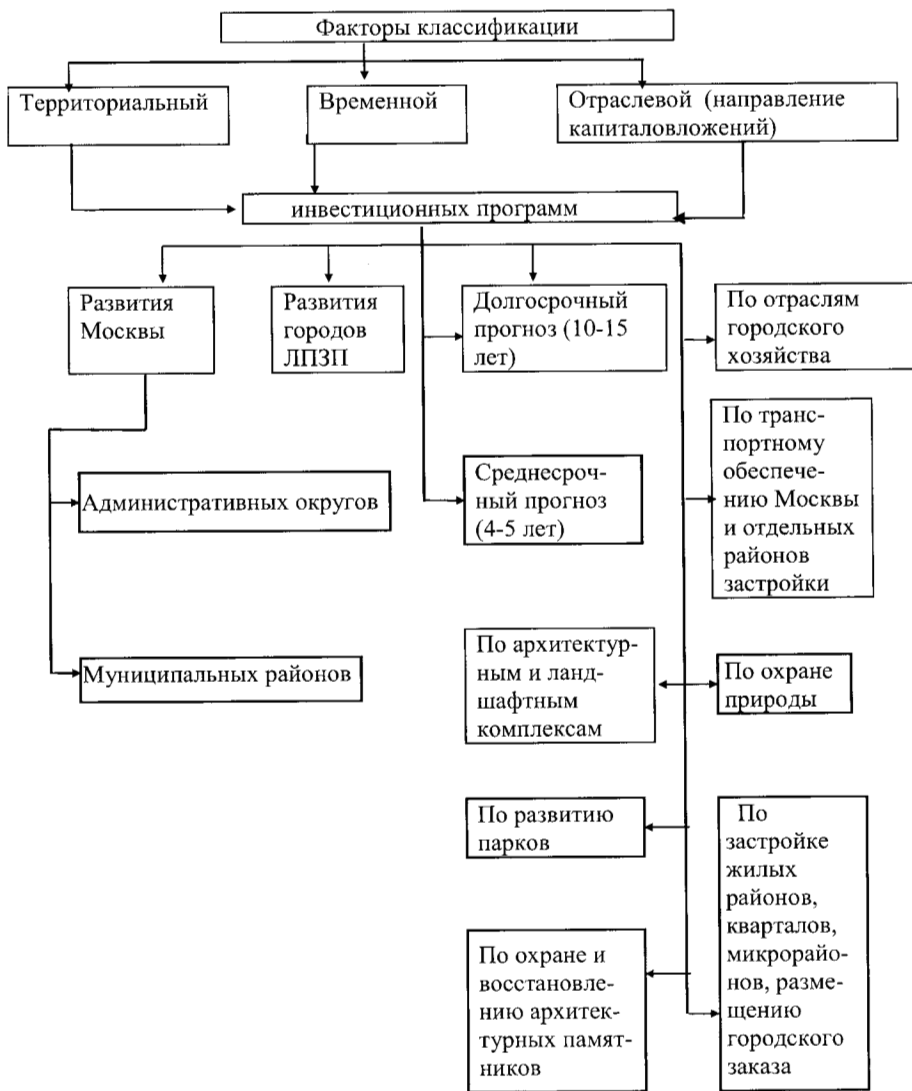 Факторы классификации
Территориальный
Временной
Отраслевой (направление
капиталовложений)
инвестиционных программ
Развития
Москвы
Развития
городов
ЛПЗП
Долгосрочный
прогноз (10-15
лет)
По отраслям
городского
хозяйства
Административных округов
Среднесроч-
ный прогноз
(4-5 лет)
По транс-
портному
обеспече-
нию Москвы
и отдельных
районов
застройки
Муниципальных районов
По архитектур-
ным и ланд-
шафтным
комплексам
По охране
природы
По развитию
парков
По
застройке
жилых
районов,
кварталов,
микрорайо-
нов, разме-
щению
городского
заказа
По охране и
восстановле-
нию архитек-
турных памят-
ников